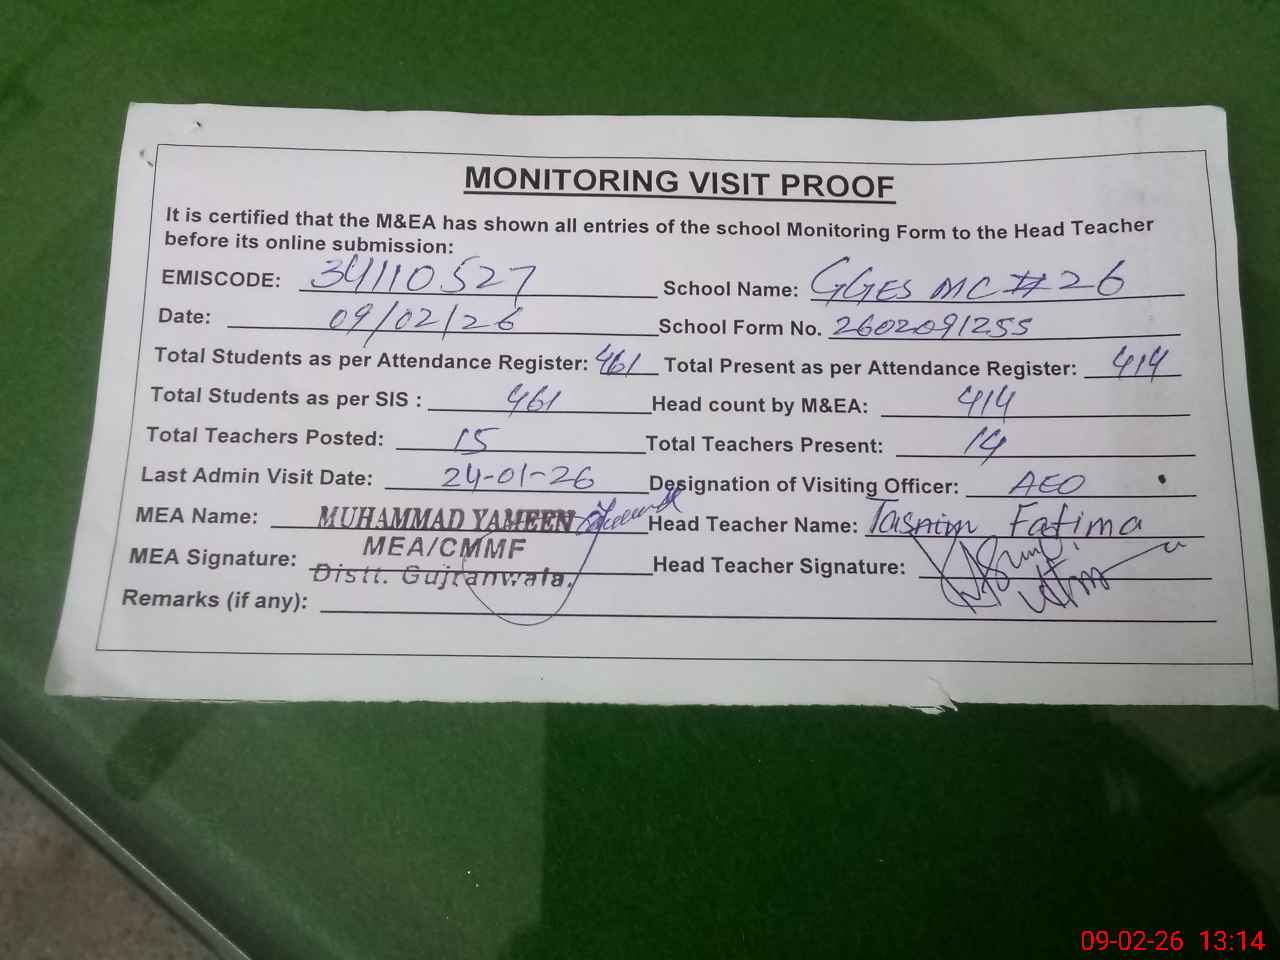 MONITORING VISIT PROOF
It is certified that the M&EA has shown all entries of the school Monitoring Form to the Head Teacher
before its online submission:
EMISCODE: 34110527 School Name: GGES MC # 26
Date: 09/02/26 School Form No. 2602091255
Total Students as per Attendance Register: 461 Total Present as per Attendance Register: 414
Total Students as per SIS : 461 Head count by M&EA: 414
Total Teachers Posted: 15 Total Teachers Present: 14
Last Admin Visit Date: 24-01-26 Designation of Visiting Officer: AEO
MEA Name: MUHAMMAD YAMEEN Head Teacher Name: Tasnim Fatima
MEA/CMMF
MEA Signature: Distt. Gujranwala. Head Teacher Signature:
Remarks (if any):
09-02-26 13:14